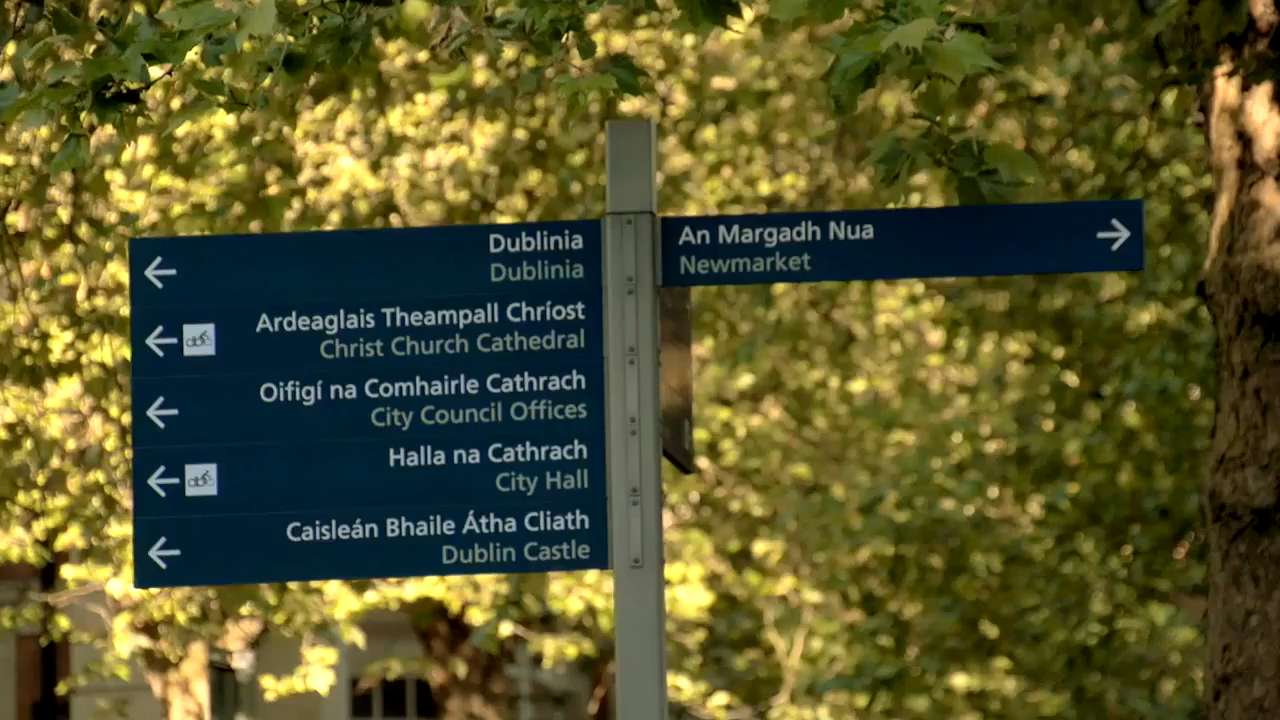 Dublinia
Dublinia
Ardeaglais Theampall Chríost
Christ Church Cathedral
Oifigí na Comhairle Cathrach
City Council Offices
Halla na Cathrach
City Hall
Caisleán Bhaile Átha Cliath
Dublin Castle
An Margadh Nua
Newmarket